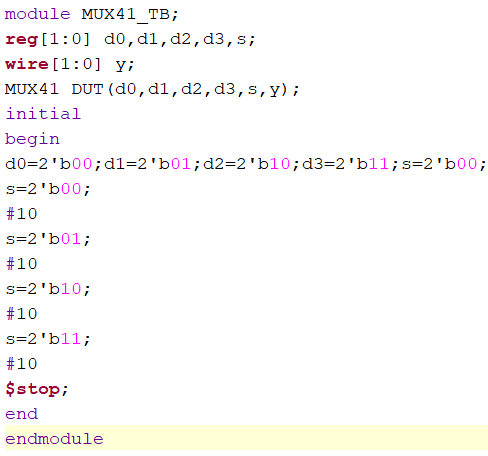 module MUX41_TB;
reg[1:0] d0,d1,d2,d3,s;
wire[1:0] y;
MUX41 DUT(d0,d1,d2,d3,s,y);
initial
begin
d0=2'b00;d1=2'b01;d2=2'b10;d3=2'b11;s=2'b00;
s=2'b00;
#10
s=2'b01;
#10
s=2'b10;
#10
s=2'b11;
#10
$stop;
end
endmodule